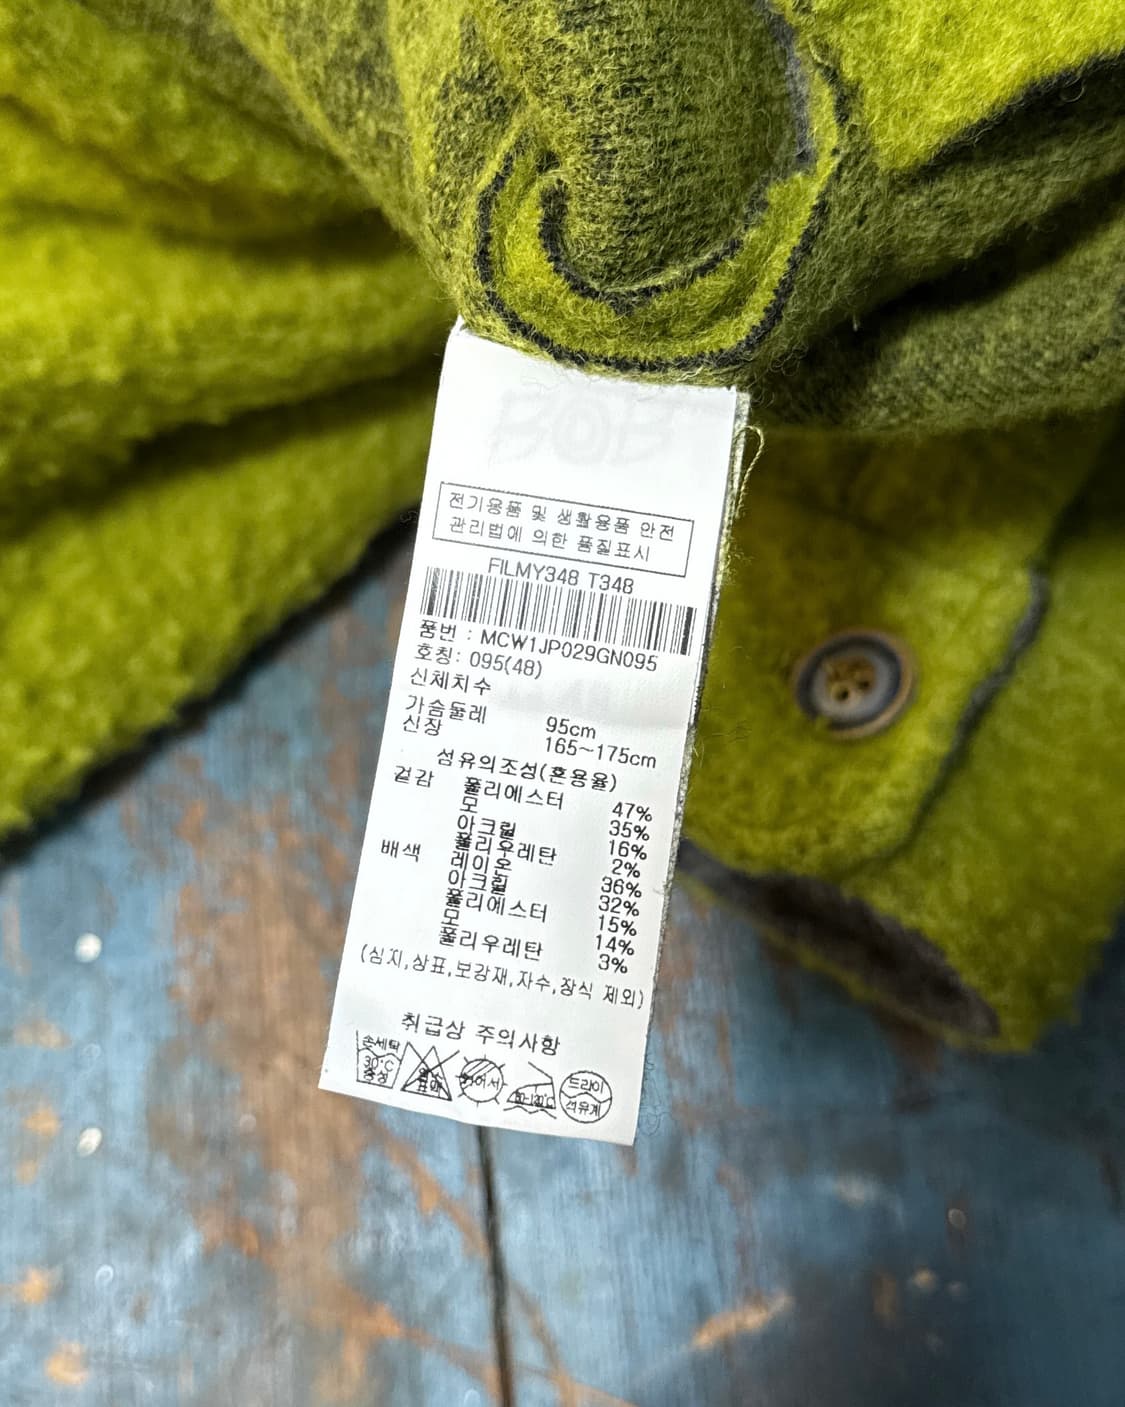 전기용품 및 생활용품 안전
관리법에 의한 품질표시
FILMY348 T348
품번 : MCW1JP029GN095
호칭: 095(48)
신체치수
가슴둘레 95cm
신장 165~175cm
섬유의조성(혼용율)
겉감 폴리에스터 47%
모 35%
아크릴 16%
폴리우레탄 2%
배색 레이온 36%
아크릴 32%
폴리에스터 15%
모 14%
폴리우레탄 3%
(심지,상표,보강재,자수,장식 제외)
취급상 주의사항
손세탁 30°C 중성
드라이 석유계